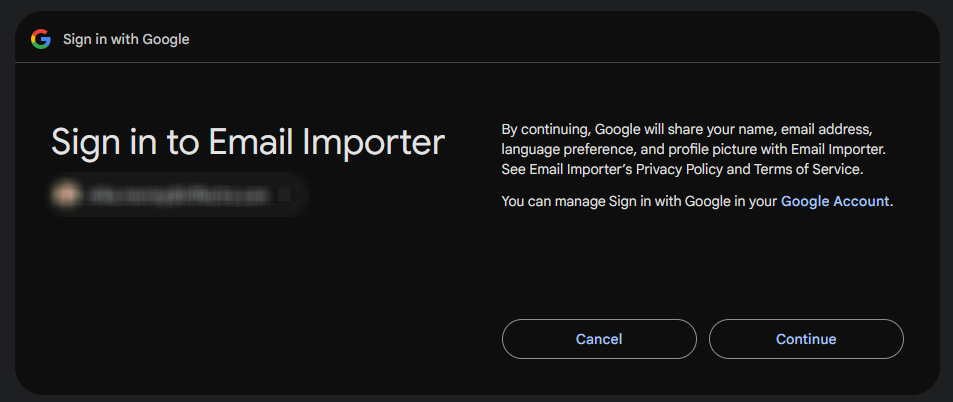 Sign in with Google
Sign in to Email Importer
By continuing, Google will share your name, email address,
language preference, and profile picture with Email Importer.
See Email Importer’s Privacy Policy and Terms of Service.
You can manage Sign in with Google in your Google Account.
Cancel
Continue